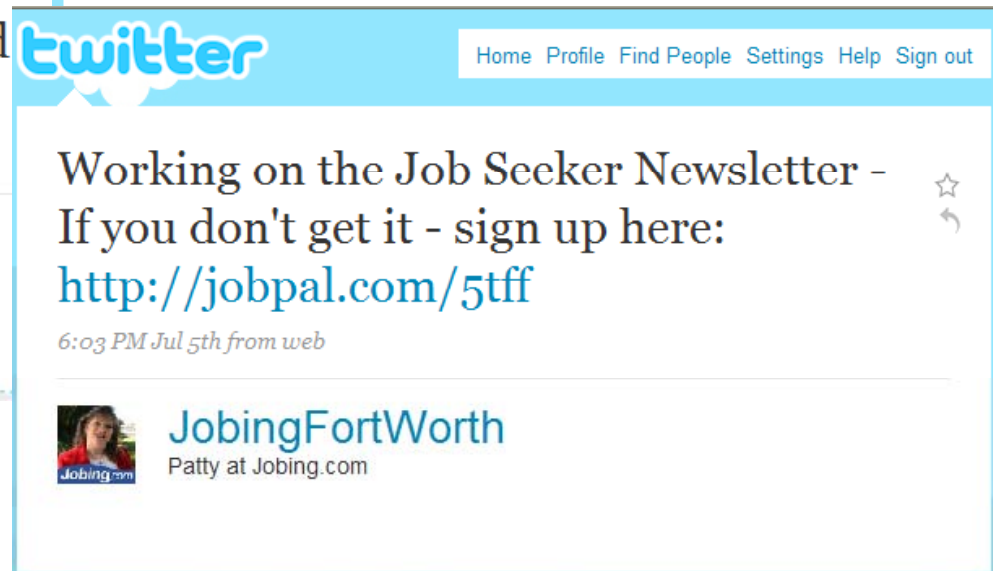 d
twitter
Home Profile Find People Settings Help Sign out
Working on the Job Seeker Newsletter -
If you don't get it - sign up here:
http://jobpal.com/5tff
6:03 PM Jul 5th from web
JobingFortWorth
Patty at Jobing.com
Jobing.com